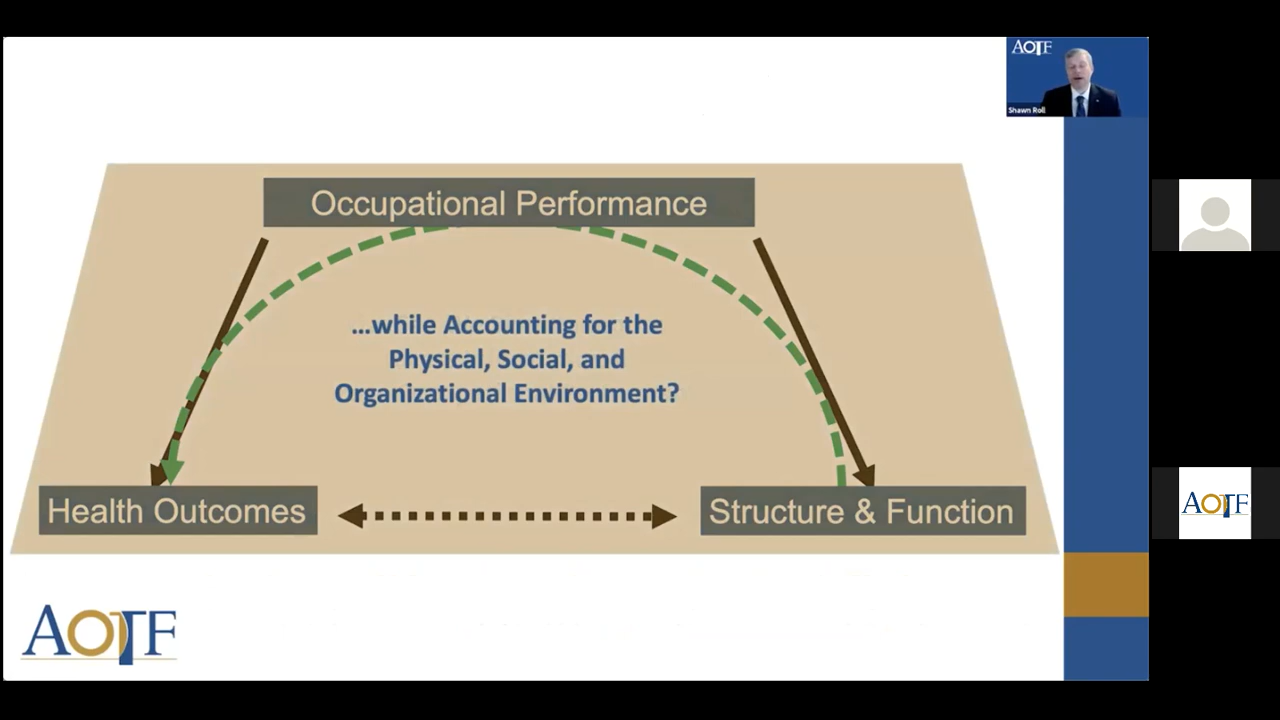 AOTF
Shawn Roll
Occupational Performance
...while Accounting for the
Physical, Social, and
Organizational Environment?
Health Outcomes
Structure & Function
AOTF
AOTF